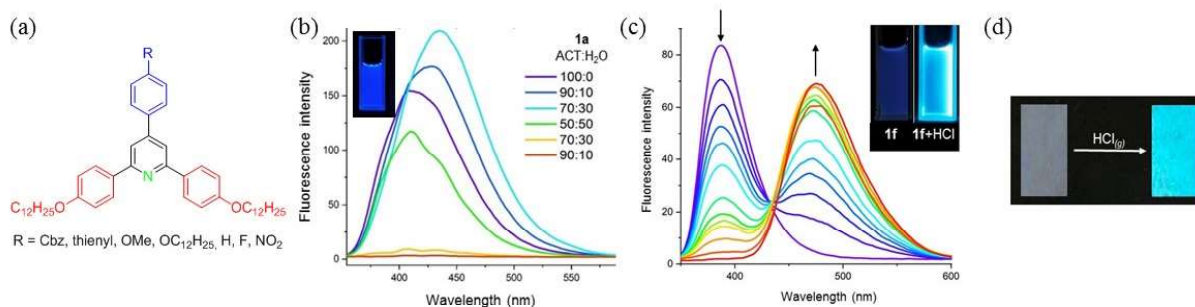 (a)
R
N
C₁₂H₂₅O
OC₁₂H₂₅
R = Cbz, thienyl, OMe, OC₁₂H₂₅, H, F, NO₂
(b)
Fluorescence intensity
200
150
100
50
0
400
450
500
550
Wavelength (nm)
1a
ACT:H₂O
100:0
90:10
70:30
50:50
70:30
90:10
(c)
Fluorescence intensity
80
60
40
20
0
400
500
600
Wavelength (nm)
1f
1f+HCl
(d)
HCl(g)